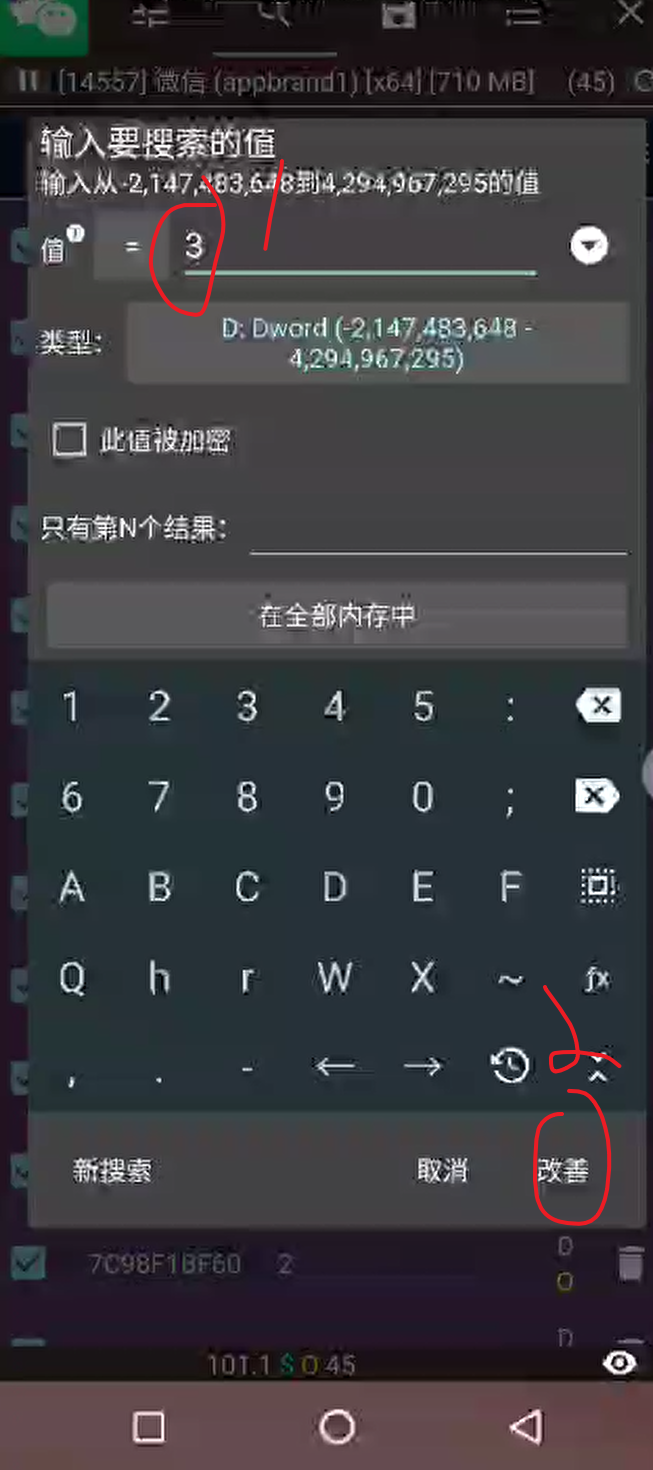 [14557] 微信 (appbrand1) [x64] [710 MB] (45)
输入要搜索的值
输入从-2,147,483,648到4,294,967,295的值
值 = 3
类型: D: Dword (-2,147,483,648 -
4,294,967,295)
此值被加密
只有第N个结果:
在全部内存中
1 2 3 4 5 :
6 7 8 9 0 ;
A B C D E F
Q h r W X ~ ƒx
, . - ← →
新搜索 取消 改善
7C98F1BF60 2 D
O
D
101.1 S O 45